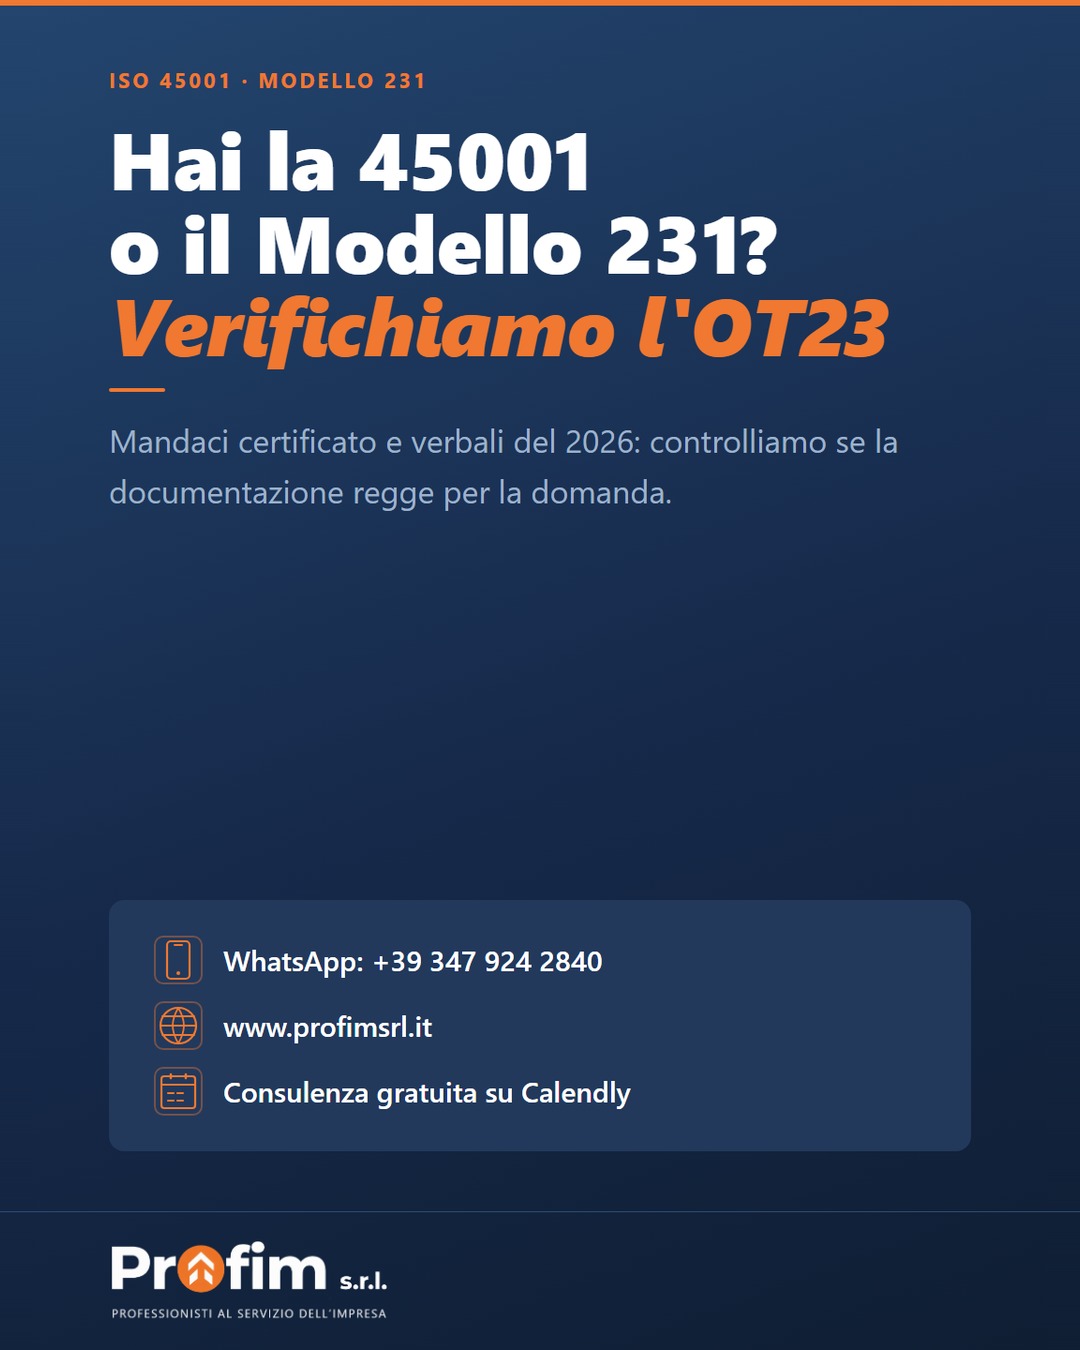 ISO 45001 · MODELLO 231
Hai la 45001
o il Modello 231?
Verifichiamo l'OT23
Mandaci certificato e verbali del 2026: controlliamo se la
documentazione regge per la domanda.
WhatsApp: +39 347 924 2840
www.profimsrl.it
Consulenza gratuita su Calendly
Profim s.r.l.
PROFESSIONISTI AL SERVIZIO DELL'IMPRESA